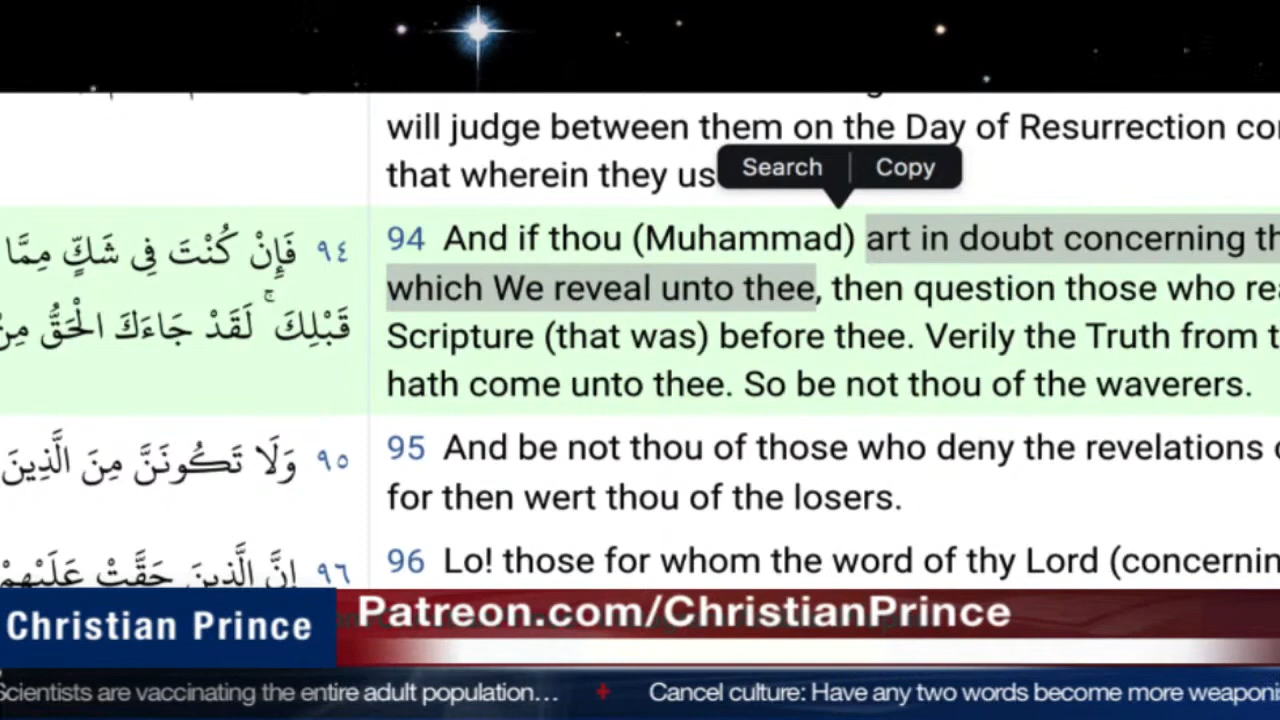 will judge between them on the Day of Resurrection
that wherein they us
Search Copy
94 And if thou (Muhammad) art in doubt concerning
which We reveal unto thee, then question those who
Scripture (that was) before thee. Verily the Truth from
hath come unto thee. So be not thou of the waverers.
٩٤ فَإِنْ كُنْتَ فِي شَكٍّ مِمَّا
قَبْلِكَ ۚ لَقَدْ جَاءَكَ الْحَقُّ مِنْ
95 And be not thou of those who deny the revelations
for then wert thou of the losers.
٩٥ وَلَا تَكُونَنَّ مِنَ الَّذِينَ
96 Lo! those for whom the word of thy Lord (concernin
٩٦ إِنَّ الَّذِينَ حَقَّتْ عَلَيْهِمْ
Christian Prince
Patreon.com/ChristianPrince
Scientists are vaccinating the entire adult population... + Cancel culture: Have any two words become more weaponi